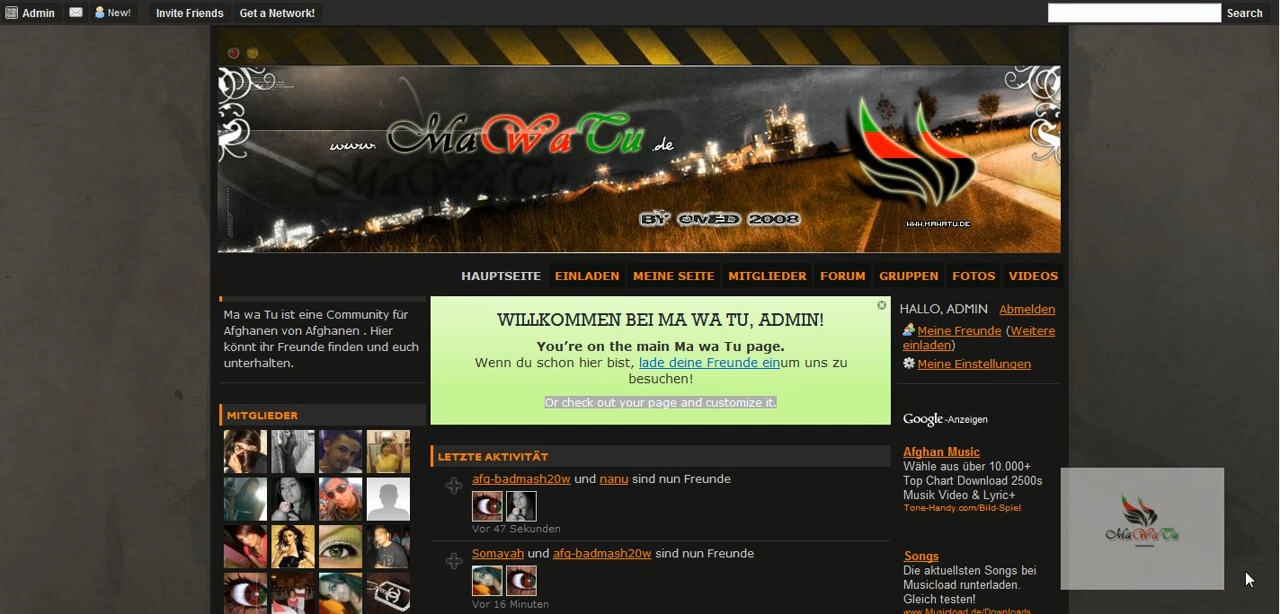 Admin
New!
Invite Friends
Get a Network!
Search
www. MaWaTu .de
BY OMED 2008
WWW.MAWATU.DE
HAUPTSEITE EINLADEN MEINE SEITE MITGLIEDER FORUM GRUPPEN FOTOS VIDEOS
Ma wa Tu ist eine Community für
Afghanen von Afghanen . Hier
könnt ihr Freunde finden und euch
unterhalten.
MITGLIEDER
WILLKOMMEN BEI MA WA TU, ADMIN!
You're on the main Ma wa Tu page.
Wenn du schon hier bist, lade deine Freunde einum uns zu
besuchen!
Or check out your page and customize it.
LETZTE AKTIVITÄT
afg-badmash20w und nanu sind nun Freunde
Vor 47 Sekunden
Somayah und afg-badmash20w sind nun Freunde
Vor 16 Minuten
HALLO, ADMIN Abmelden
Meine Freunde (Weitere
einladen)
Meine Einstellungen
Google-Anzeigen
Afghan Music
Wähle aus über 10.000+
Top Chart Download 2500s
Musik Video & Lyric+
Tone-Handy.com/Bild-Spiel
Songs
Die aktuellsten Songs bei
Musicload runterladen.
Gleich testen!
www.Musicload.de/Downloads
MaWaTu